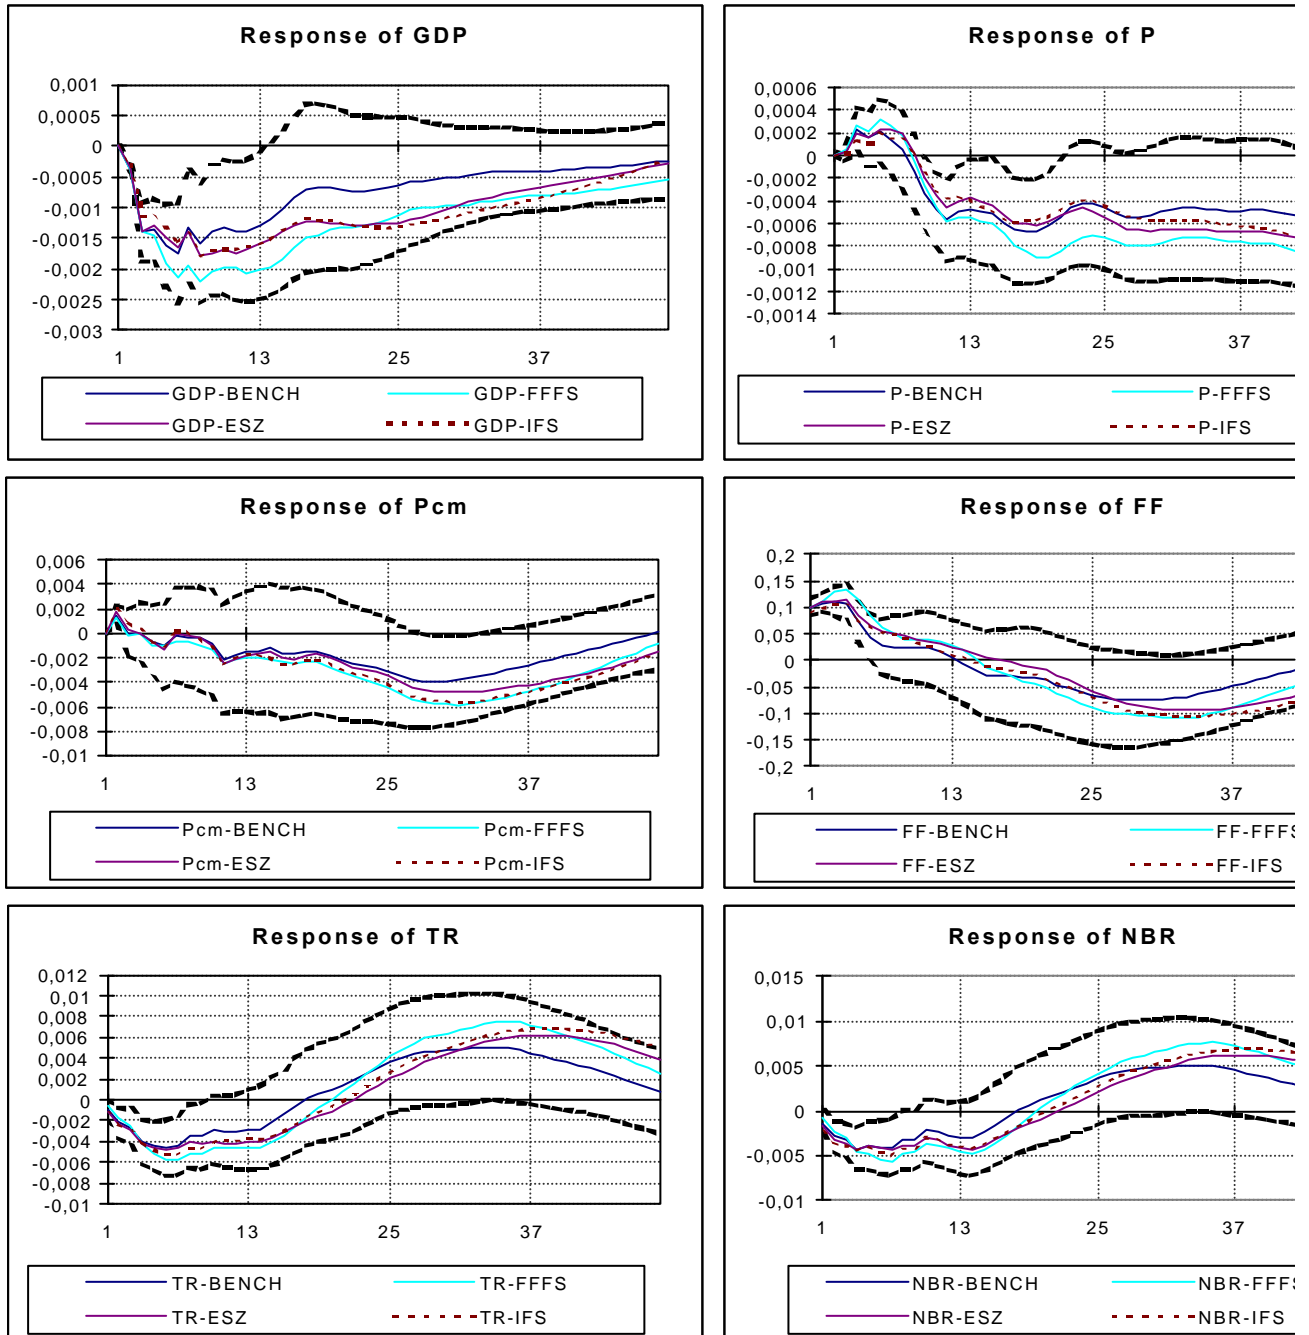 Response of GDP
0,001
0,0005
0
-0,0005
-0,001
-0,0015
-0,002
-0,0025
-0,003
1 13 25 37
GDP-BENCH GDP-FFFS
GDP-ESZ GDP-IFS
Response of P
0,0006
0,0004
0,0002
0
-0,0002
-0,0004
-0,0006
-0,0008
-0,001
-0,0012
-0,0014
1 13 25 37
P-BENCH P-FFFS
P-ESZ P-IFS
Response of Pcm
0,006
0,004
0,002
0
-0,002
-0,004
-0,006
-0,008
-0,01
1 13 25 37
Pcm-BENCH Pcm-FFFS
Pcm-ESZ Pcm-IFS
Response of FF
0,2
0,15
0,1
0,05
0
-0,05
-0,1
-0,15
-0,2
1 13 25 37
FF-BENCH FF-FFFS
FF-ESZ FF-IFS
Response of TR
0,012
0,01
0,008
0,006
0,004
0,002
0
-0,002
-0,004
-0,006
-0,008
-0,01
1 13 25 37
TR-BENCH TR-FFFS
TR-ESZ TR-IFS
Response of NBR
0,015
0,01
0,005
0
-0,005
-0,01
1 13 25 37
NBR-BENCH NBR-FFFS
NBR-ESZ NBR-IFS